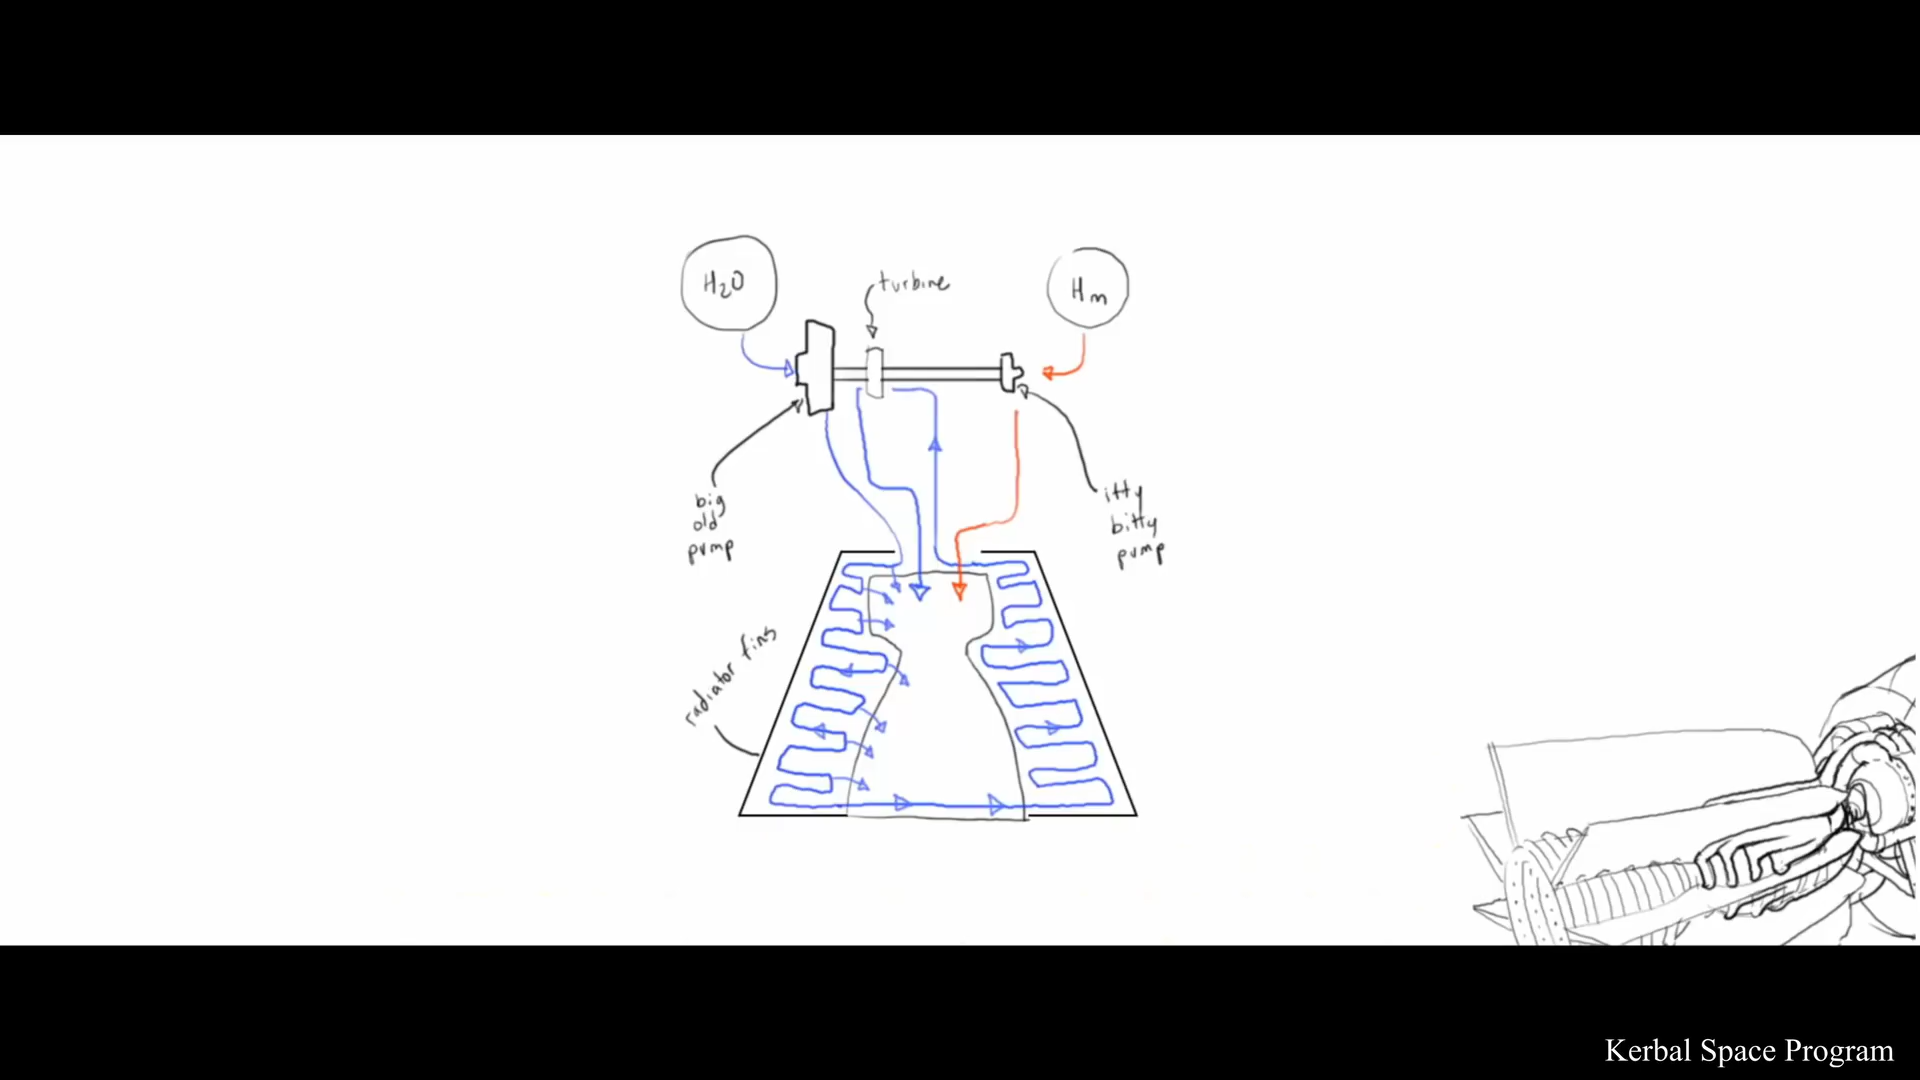 H2O
turbine
Hm
big
old
pump
itty
bitty
pump
radiator fins
Kerbal Space Program